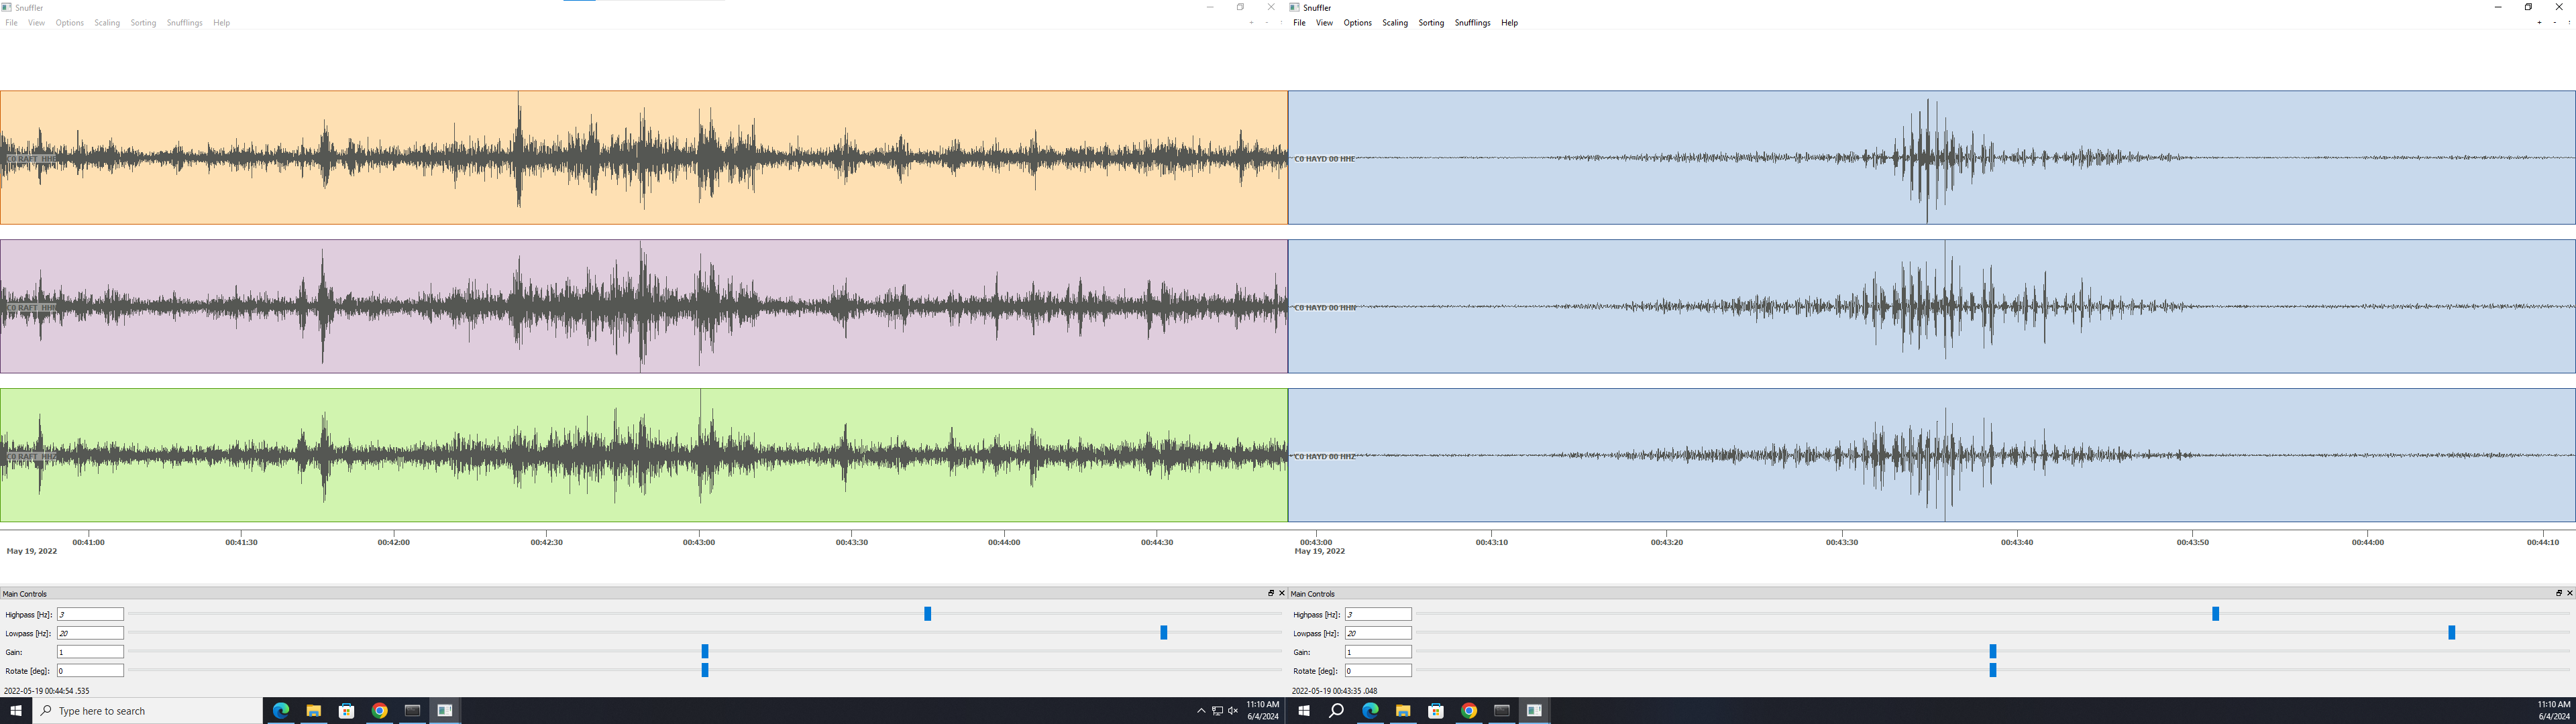 Snuffler
File View Options Scaling Sorting Snufflings Help
C0 RAFT HHE
C0 RAFT HHN
C0 RAFT HHZ
00:41:00 00:41:30 00:42:00 00:42:30 00:43:00 00:43:30 00:44:00 00:44:30
May 19, 2022
Main Controls
Highpass [Hz]: 3
Lowpass [Hz]: 20
Gain: 1
Rotate [deg]: 0
2022-05-19 00:44:54 .535
Type here to search
11:10 AM
6/4/2024
Snuffler
File View Options Scaling Sorting Snufflings Help
C0 HAYD 00 HHE
C0 HAYD 00 HHN
C0 HAYD 00 HHZ
00:43:00 00:43:10 00:43:20 00:43:30 00:43:40 00:43:50 00:44:00 00:44:10
May 19, 2022
Main Controls
Highpass [Hz]: 3
Lowpass [Hz]: 20
Gain: 1
Rotate [deg]: 0
2022-05-19 00:43:35 .048
11:10 AM
6/4/2024